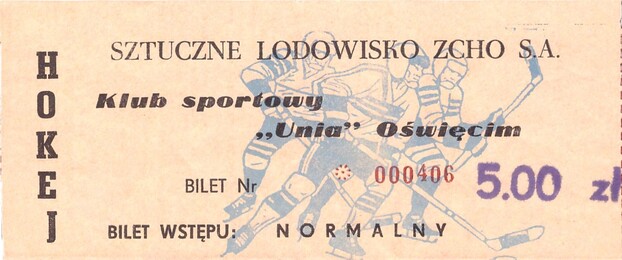 HOKEJ
SZTUCZNE LODOWISKO ZCHO S.A.
Klub sportowy
„Unia” Oświęcim
BILET Nr 000406 5.00 zł
BILET WSTĘPU: NORMALNY